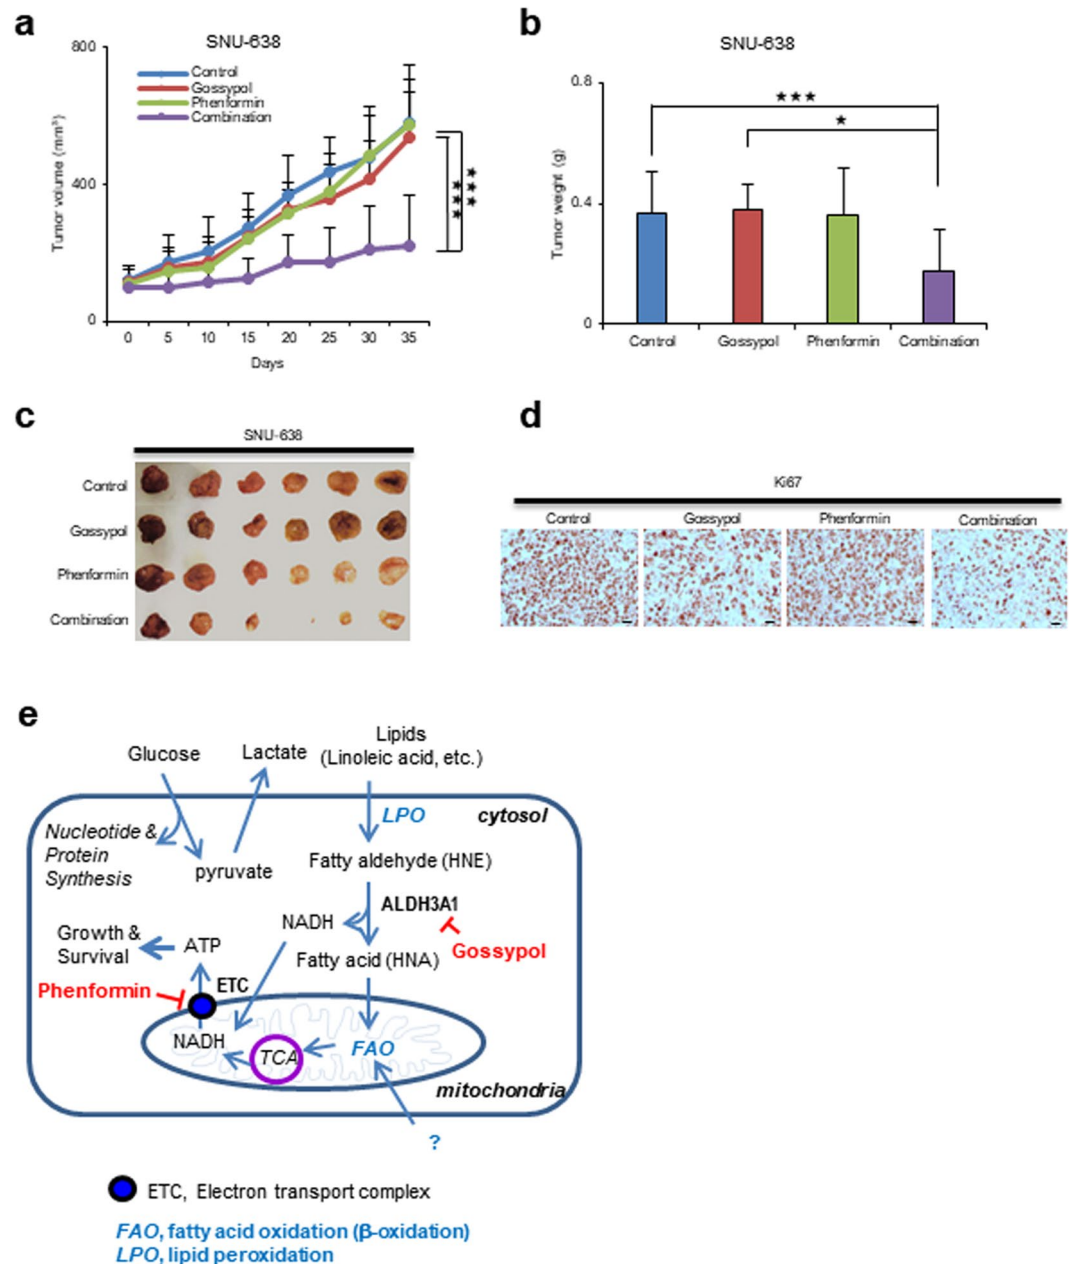 a
SNU-638
800
400
0
Tumor volume (mm³)
Control
Gossypol
Phenformin
Combination
★★★
★★★
0 5 10 15 20 25 30 35
Days
b
SNU-638
0.8
0.4
0
Tumor weight (g)
★★★
★
Control Gossypol Phenformin Combination
c
SNU-638
Control
Gossypol
Phenformin
Combination
d
Ki67
Control Gossypol Phenformin Combination
e
Glucose
Lactate
Lipids
(Linoleic acid, etc.)
LPO
cytosol
Nucleotide &
Protein
Synthesis
pyruvate
Fatty aldehyde (HNE)
ALDH3A1
NADH
Gossypol
Growth &
Survival
ATP
Fatty acid (HNA)
Phenformin
ETC
NADH
TCA
FAO
mitochondria
?
ETC, Electron transport complex
FAO, fatty acid oxidation (β-oxidation)
LPO, lipid peroxidation